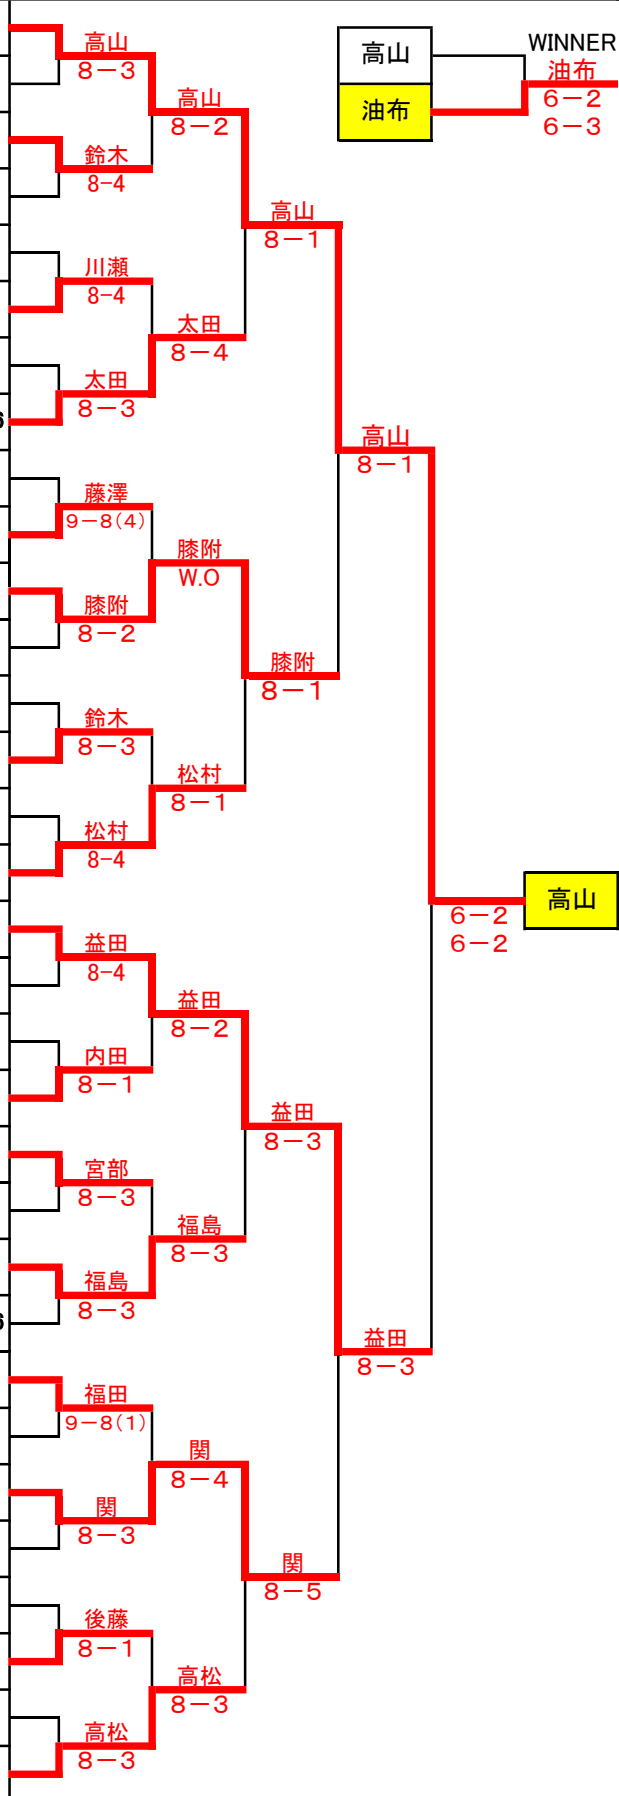 WINNER
高山
油布
油布
6－2
6－3
高山
8－3
高山
8－2
鈴木
8-4
高山
8－1
川瀬
8-4
太田
8－4
太田
8－3
高山
8－1
藤澤
9－8(4)
膝附
W.O
膝附
8－2
膝附
8－1
鈴木
8－3
松村
8－1
松村
8-4
高山
6－2
6－2
益田
8-4
益田
8－2
内田
8－1
益田
8－3
宮部
8－3
福島
8－3
福島
8－3
益田
8－3
福田
9－8(1)
関
8－4
関
8－3
関
8－5
後藤
8－1
高松
8－3
高松
8－3